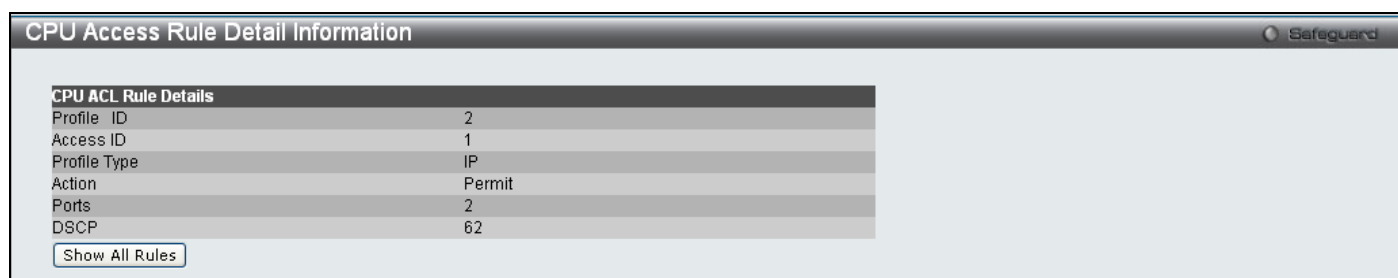 CPU Access Rule Detail Information
Safeguard
CPU ACL Rule Details
Profile ID 2
Access ID 1
Profile Type IP
Action Permit
Ports 2
DSCP 62
Show All Rules